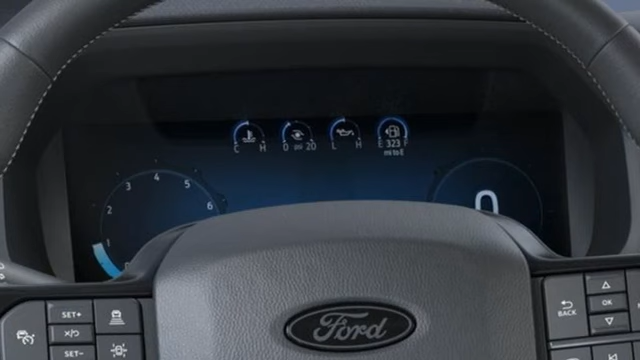 C H
0 psi 20
L H
E F
323
mi to E
4
3 5
2 6
1
0
SET+
SET-
BACK
OK
Ford